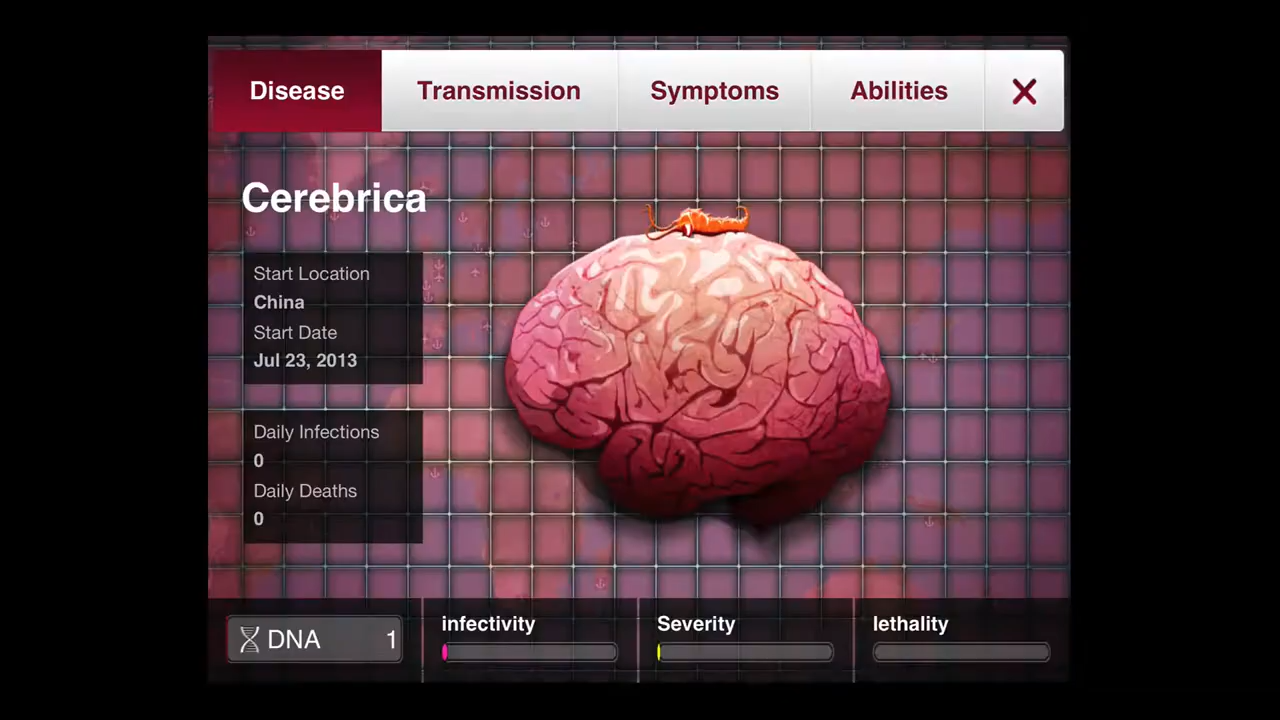 Disease
Transmission
Symptoms
Abilities
X
Cerebrica
Start Location
China
Start Date
Jul 23, 2013
Daily Infections
0
Daily Deaths
0
DNA 1
infectivity
Severity
lethality